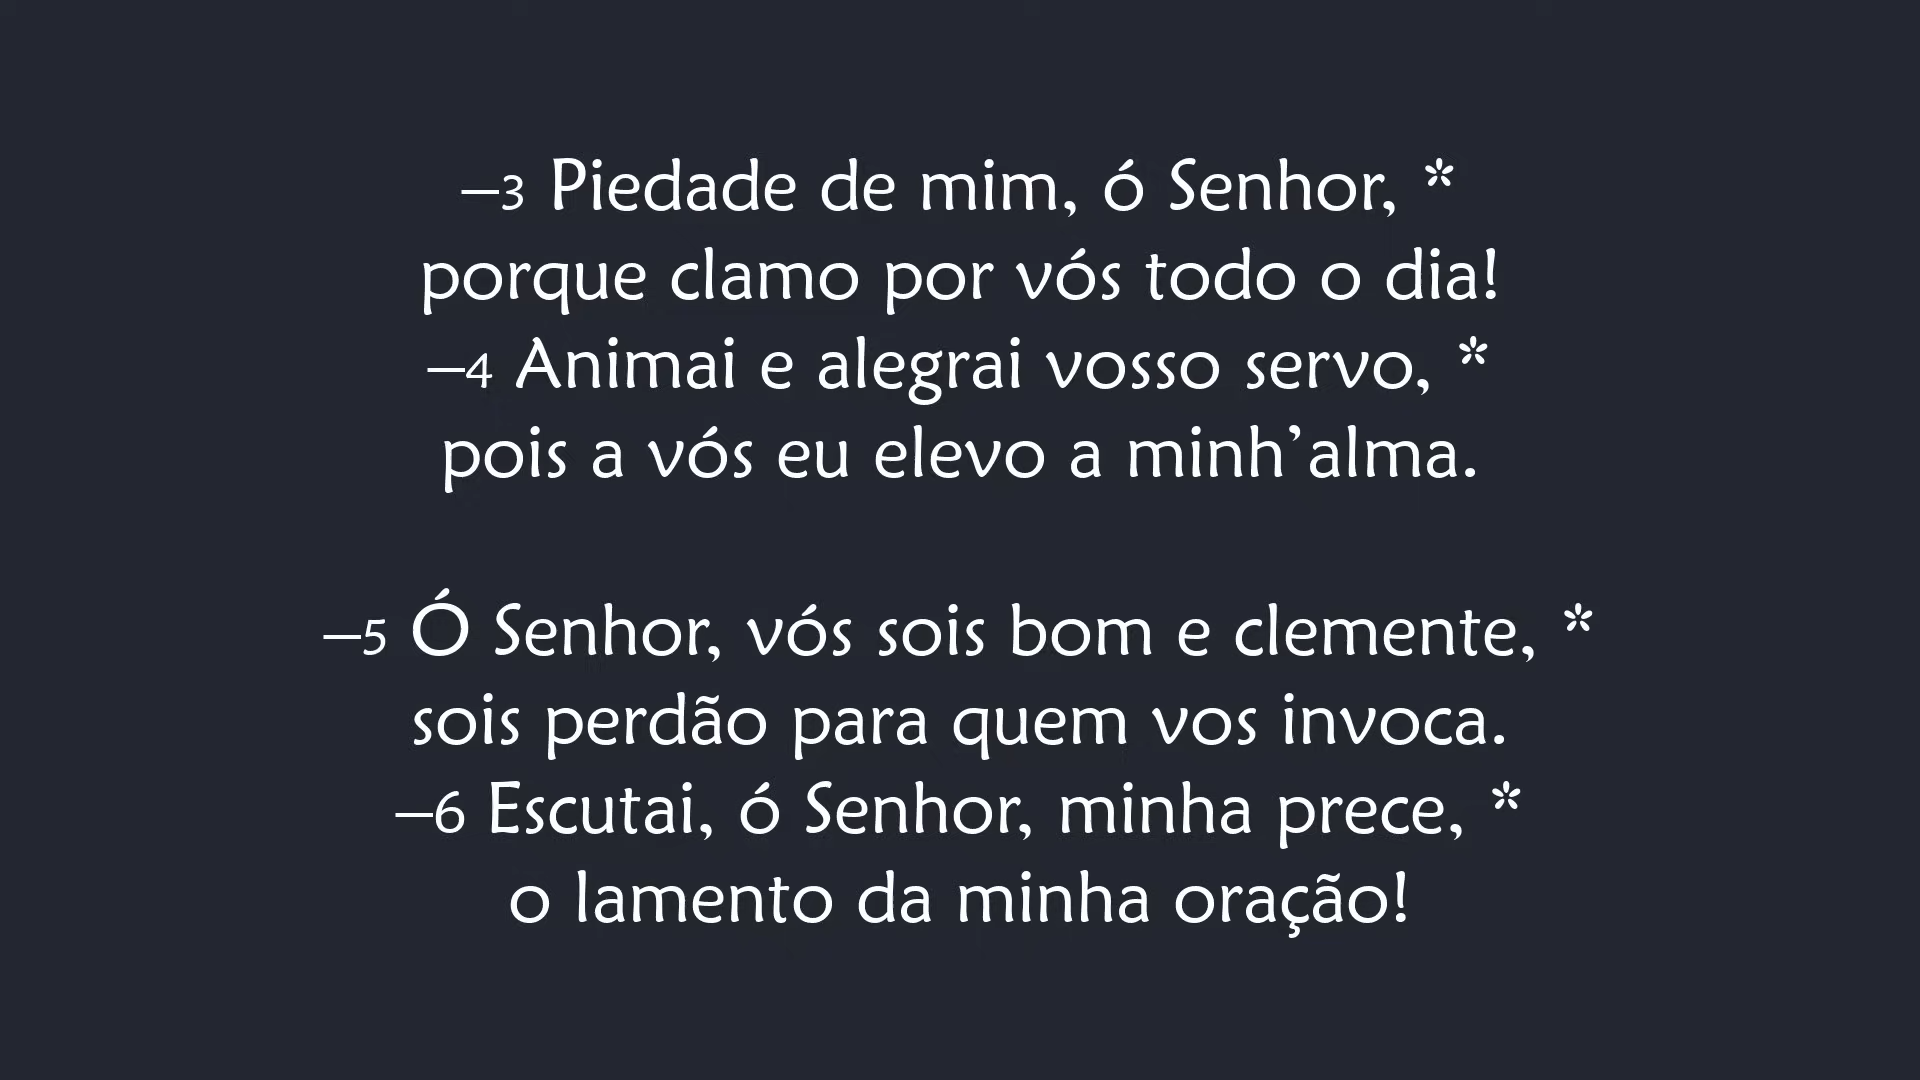 –3 Piedade de mim, ó Senhor, *
porque clamo por vós todo o dia!
–4 Animai e alegrai vosso servo, *
pois a vós eu elevo a minh’alma.
–5 Ó Senhor, vós sois bom e clemente, *
sois perdão para quem vos invoca.
–6 Escutai, ó Senhor, minha prece, *
o lamento da minha oração!